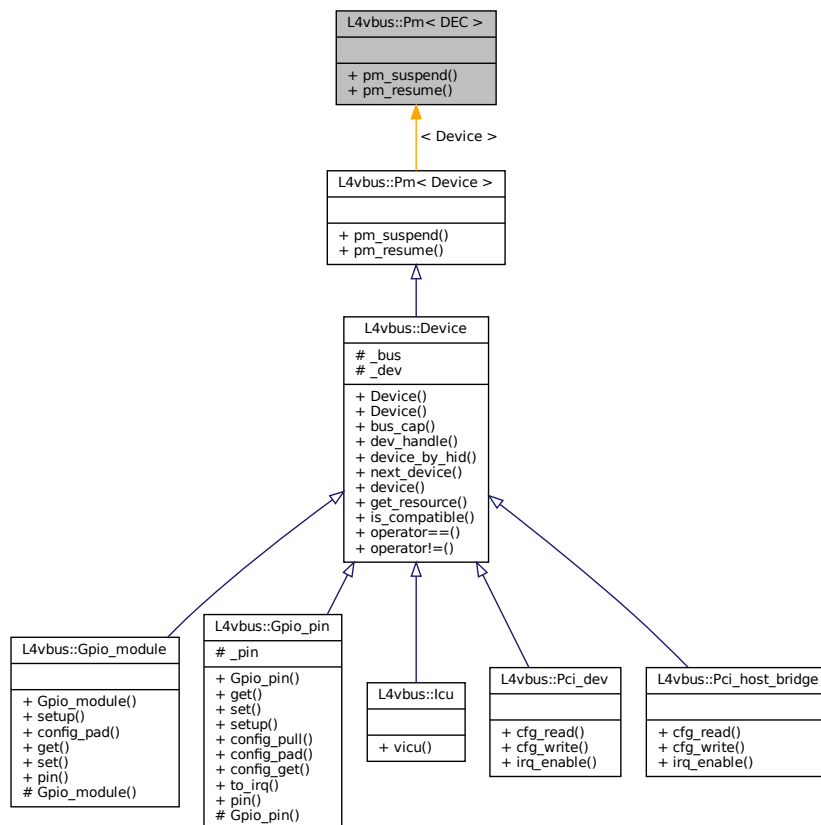 L4vbus::Pm< DEC >
+ pm_suspend()
+ pm_resume()
< Device >
L4vbus::Pm< Device >
+ pm_suspend()
+ pm_resume()
L4vbus::Device
# _bus
# _dev
+ Device()
+ Device()
+ bus_cap()
+ dev_handle()
+ device_by_hid()
+ next_device()
+ device()
+ get_resource()
+ is_compatible()
+ operator==()
+ operator!=()
L4vbus::Gpio_module
+ Gpio_module()
+ setup()
+ config_pad()
+ get()
+ set()
+ pin()
# Gpio_module()
L4vbus::Gpio_pin
# _pin
+ Gpio_pin()
+ get()
+ set()
+ setup()
+ config_pull()
+ config_pad()
+ config_get()
+ to_irq()
+ pin()
# Gpio_pin()
L4vbus::Icu
+ vicu()
L4vbus::Pci_dev
+ cfg_read()
+ cfg_write()
+ irq_enable()
L4vbus::Pci_host_bridge
+ cfg_read()
+ cfg_write()
+ irq_enable()